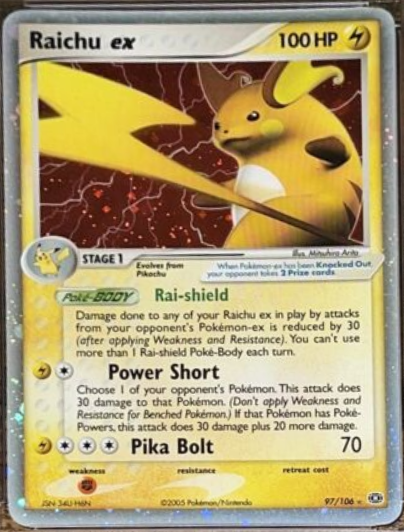 Raichu ex 100 HP
Illus. Mitsuhiro Arita
STAGE 1
Evolves from
Pikachu
When Pokémon-ex has been Knocked Out,
your opponent takes 2 Prize cards.
Poké-BODY Rai-shield
Damage done to any of your Raichu ex in play by attacks
from your opponent's Pokémon-ex is reduced by 30
(after applying Weakness and Resistance). You can't use
more than 1 Rai-shield Poké-Body each turn.
Power Short
Choose 1 of your opponent's Pokémon. This attack does
30 damage to that Pokémon. (Don't apply Weakness and
Resistance for Benched Pokémon.) If that Pokémon has Poké-
Powers, this attack does 30 damage plus 20 more damage.
Pika Bolt 70
weakness resistance retreat cost
©2005 Pokémon/Nintendo 97/106